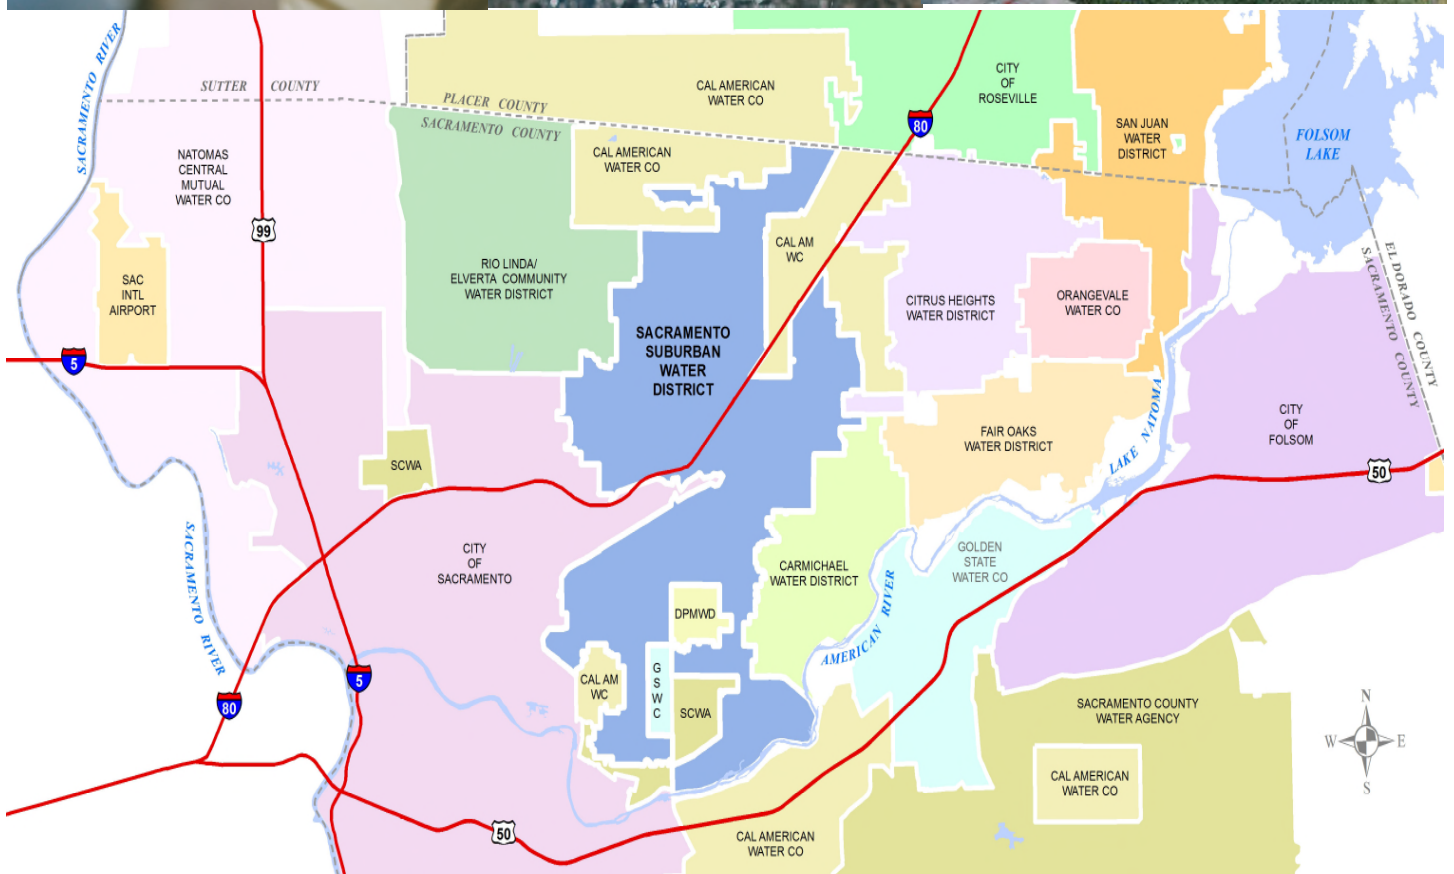 SACRAMENTO RIVER
SUTTER COUNTY
PLACER COUNTY
SACRAMENTO COUNTY
CAL AMERICAN
WATER CO
CITY
OF
ROSEVILLE
80
SAN JUAN
WATER
DISTRICT
FOLSOM
LAKE
NATOMAS
CENTRAL
MUTUAL
WATER CO
CAL AMERICAN
WATER CO
99
SAC
INTL
AIRPORT
RIO LINDA/
ELVERTA COMMUNITY
WATER DISTRICT
CAL AM
WC
CITRUS HEIGHTS
WATER DISTRICT
ORANGEVALE
WATER CO
EL DORADO COUNTY
SACRAMENTO COUNTY
SACRAMENTO
SUBURBAN
WATER
DISTRICT
5
LAKE NATOMA
CITY
OF
FOLSOM
FAIR OAKS
WATER DISTRICT
SCWA
50
SACRAMENTO RIVER
CITY
OF
SACRAMENTO
CARMICHAEL
WATER DISTRICT
GOLDEN
STATE
WATER CO
AMERICAN RIVER
DPMWD
5
80
CAL AM
WC
G
S
W
C
SCWA
SACRAMENTO COUNTY
WATER AGENCY
N
W
E
S
CAL AMERICAN
WATER CO
50
CAL AMERICAN
WATER CO